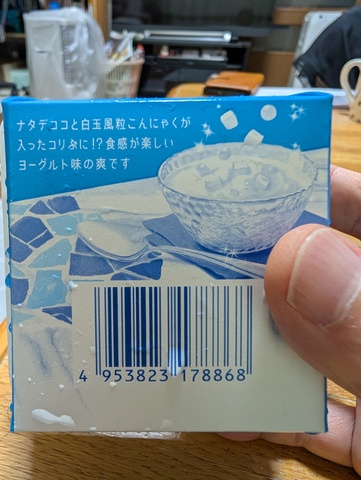 ナタデココと白玉風粒こんにゃくが
入ったコリ夕に!?食感が楽しい
ヨーグルト味の爽です
4 953823 178868